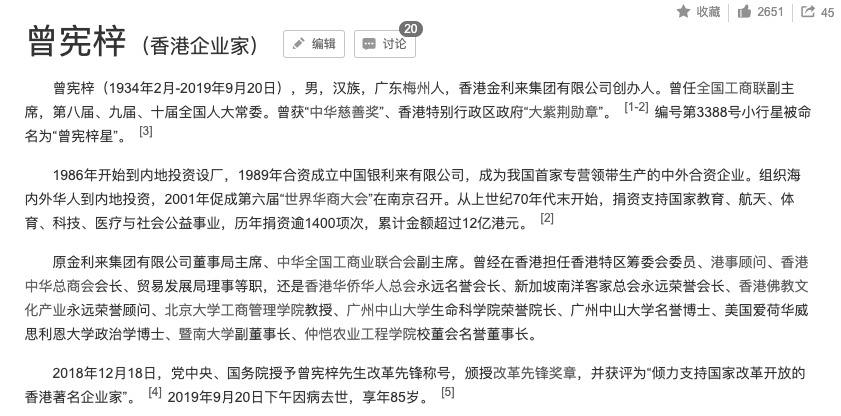 收藏 2651 45
曾宪梓（香港企业家） 编辑 讨论 20
曾宪梓（1934年2月-2019年9月20日），男，汉族，广东梅州人，香港金利来集团有限公司创办人。曾任全国工商联副主
席，第八届、九届、十届全国人大常委。曾获“中华慈善奖”、香港特别行政区政府“大紫荆勋章”。 [1-2] 编号第3388号小行星被命
名为“曾宪梓星”。 [3]
1986年开始到内地投资设厂，1989年合资成立中国银利来有限公司，成为我国首家专营领带生产的中外合资企业。组织海
内外华人到内地投资，2001年促成第六届“世界华商大会”在南京召开。从上世纪70年代末开始，捐资支持国家教育、航天、体
育、科技、医疗与社会公益事业，历年捐资逾1400项次，累计金额超过12亿港元。 [2]
原金利来集团有限公司董事局主席、中华全国工商业联合会副主席。曾经在香港担任香港特区筹委会委员、港事顾问、香港
中华总商会会长、贸易发展局理事等职，还是香港华侨华人总会永远名誉会长、新加坡南洋客家总会永远荣誉会长、香港佛教文
化产业永远荣誉顾问、北京大学工商管理学院教授、广州中山大学生命科学院荣誉院长、广州中山大学名誉博士、美国爱荷华威
思利恩大学政治学博士、暨南大学副董事长、仲恺农业工程学院校董会名誉董事长。
2018年12月18日，党中央、国务院授予曾宪梓先生改革先锋称号，颁授改革先锋奖章，并获评为“倾力支持国家改革开放的
香港著名企业家”。 [4] 2019年9月20日下午因病去世，享年85岁。 [5]